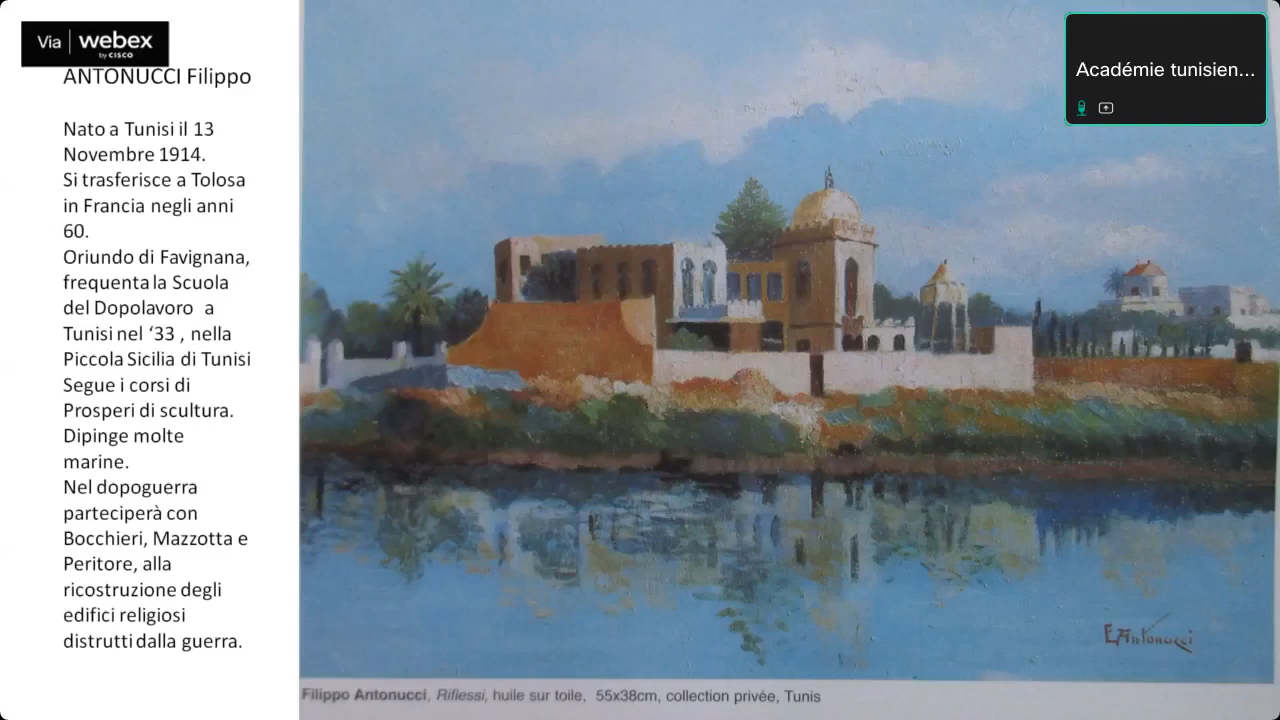 Via webex
by CISCO
ANTONUCCI Filippo
Nato a Tunisi il 13
Novembre 1914.
Si trasferisce a Tolosa
in Francia negli anni
60.
Oriundo di Favignana,
frequenta la Scuola
del Dopolavoro a
Tunisi nel ‘33 , nella
Piccola Sicilia di Tunisi
Segue i corsi di
Prosperi di scultura.
Dipinge molte
marine.
Nel dopoguerra
parteciperà con
Bocchieri, Mazzotta e
Peritore, alla
ricostruzione degli
edifici religiosi
distrutti dalla guerra.
Académie tunisien...
F. Antonucci
Filippo Antonucci, Riflessi, huile sur toile, 55x38cm, collection privée, Tunis